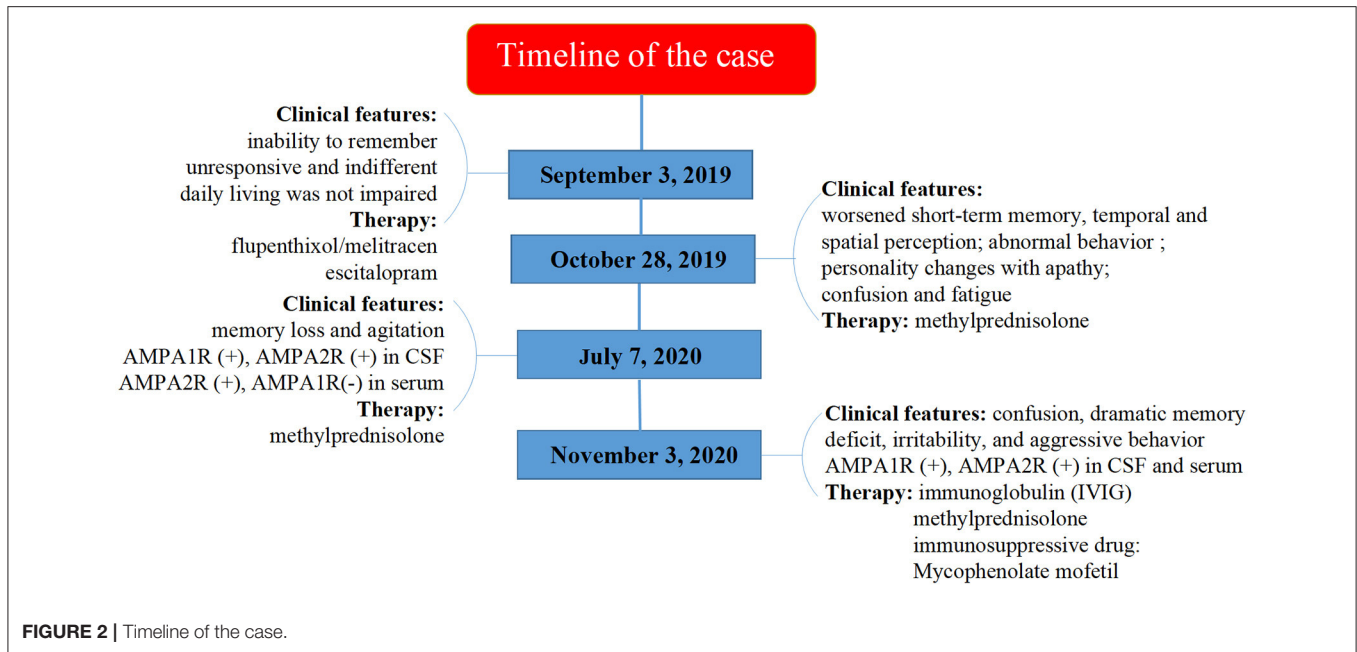 Timeline of the case
Clinical features:
inability to remember
unresponsive and indifferent
daily living was not impaired
Therapy:
flupenthixol/melitracen
escitalopram
September 3, 2019
Clinical features:
worsened short-term memory, temporal and
spatial perception; abnormal behavior ;
personality changes with apathy;
confusion and fatigue
Therapy: methylprednisolone
October 28, 2019
Clinical features:
memory loss and agitation
AMPA1R (+), AMPA2R (+) in CSF
AMPA2R (+), AMPA1R(-) in serum
Therapy:
methylprednisolone
July 7, 2020
Clinical features: confusion, dramatic memory
deficit, irritability, and aggressive behavior
AMPA1R (+), AMPA2R (+) in CSF and serum
Therapy: immunoglobulin (IVIG)
methylprednisolone
immunosuppressive drug:
Mycophenolate mofetil
November 3, 2020
FIGURE 2 | Timeline of the case.